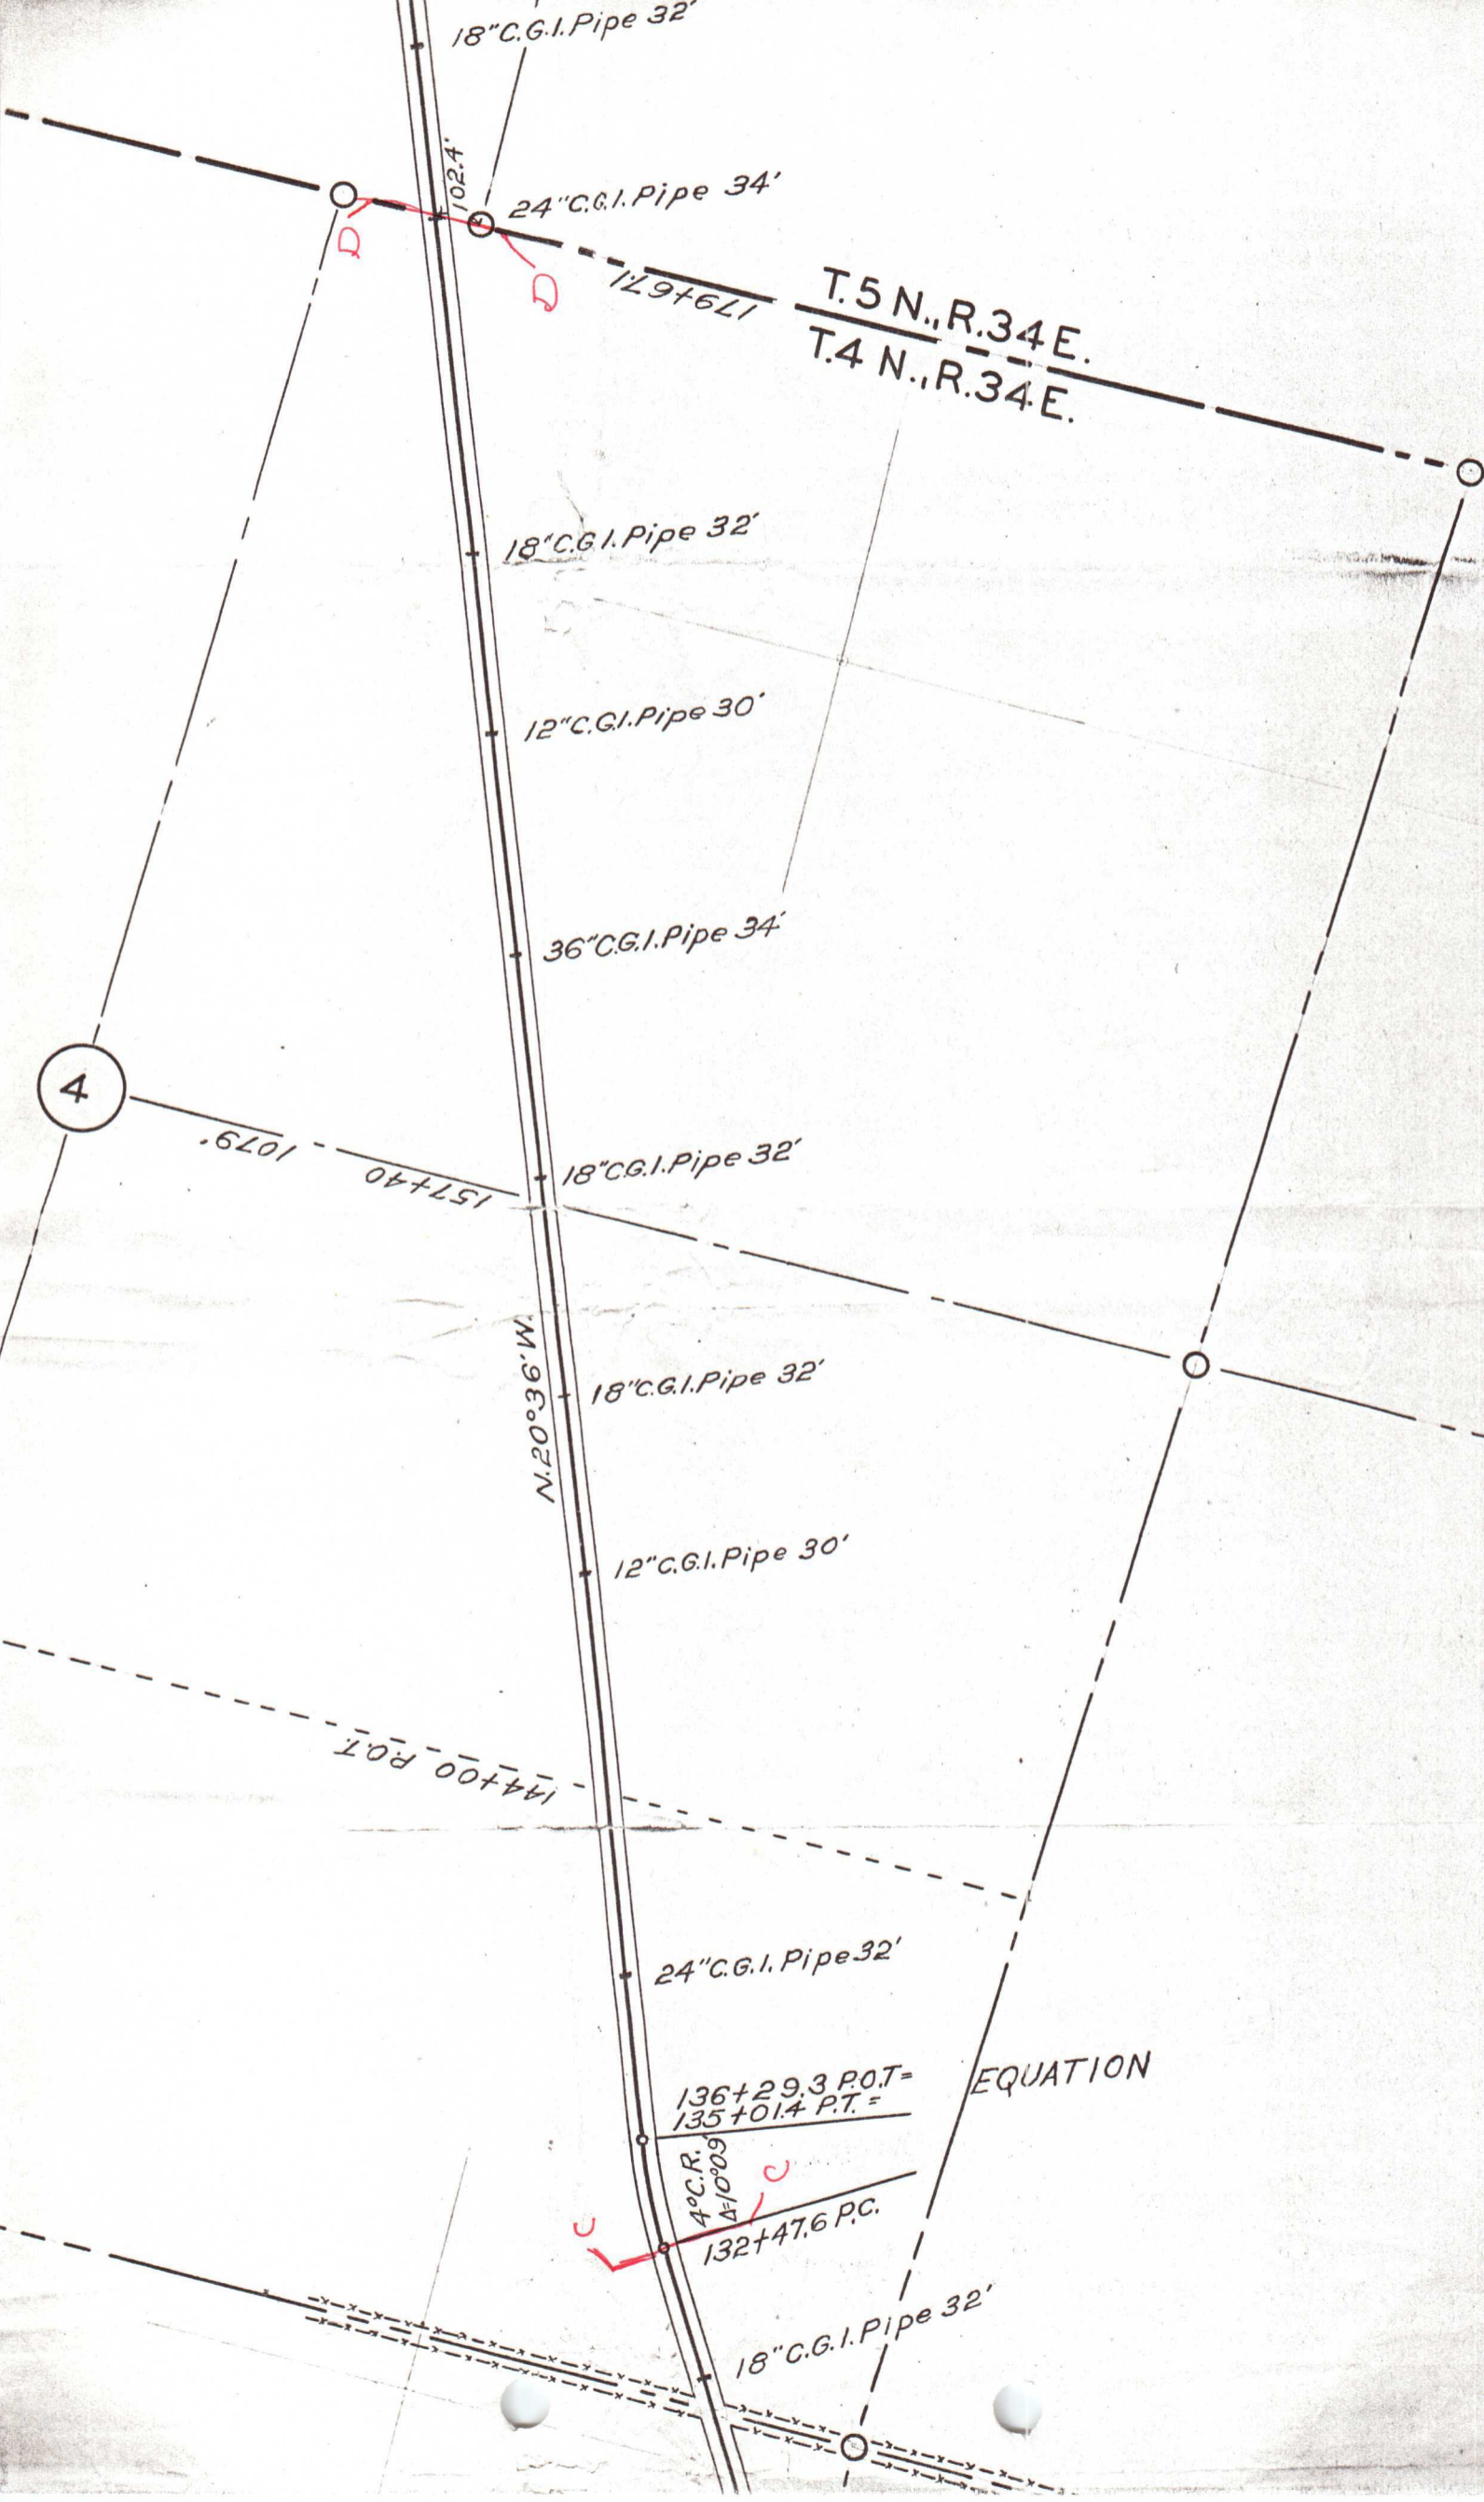 18"C.G.I.Pipe 32'
102.4'
24"C.G.I.Pipe 34'
D
D
179+67.1
T.5 N.,R.34 E.
T.4 N.,R.34 E.
18"C.G.I.Pipe 32'
12"C.G.I.Pipe 30'
36"C.G.I.Pipe 34'
4
1079'
157+40
18"C.G.I.Pipe 32'
N.20°36'W.
18"C.G.I.Pipe 32'
12"C.G.I.Pipe 30'
144+00 P.O.T.
24"C.G.I.Pipe 32'
136+29.3 P.O.T=
135+01.4 P.T.=
EQUATION
4°C.R.
Δ=10°09'
C
C
132+47.6 P.C.
18"C.G.I.Pipe 32'